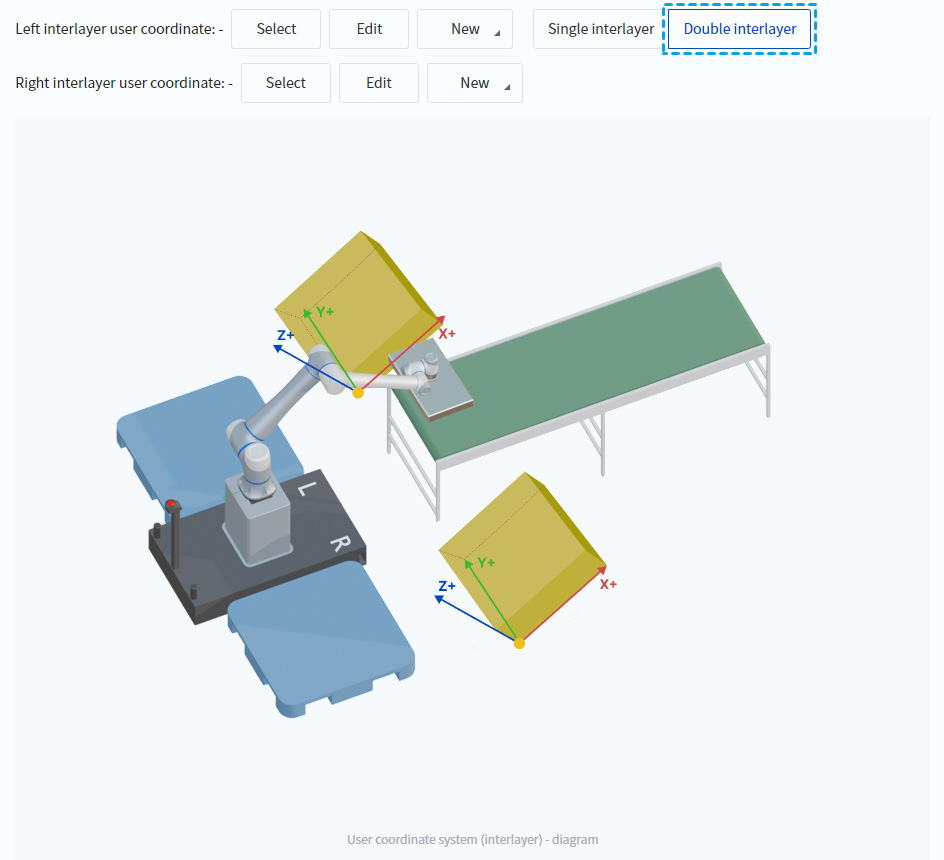 Left interlayer user coordinate: - Select Edit New Single interlayer Double interlayer
Right interlayer user coordinate: - Select Edit New
Y+
Z+
X+
L
R
Y+
Z+
X+
User coordinate system (interlayer) - diagram